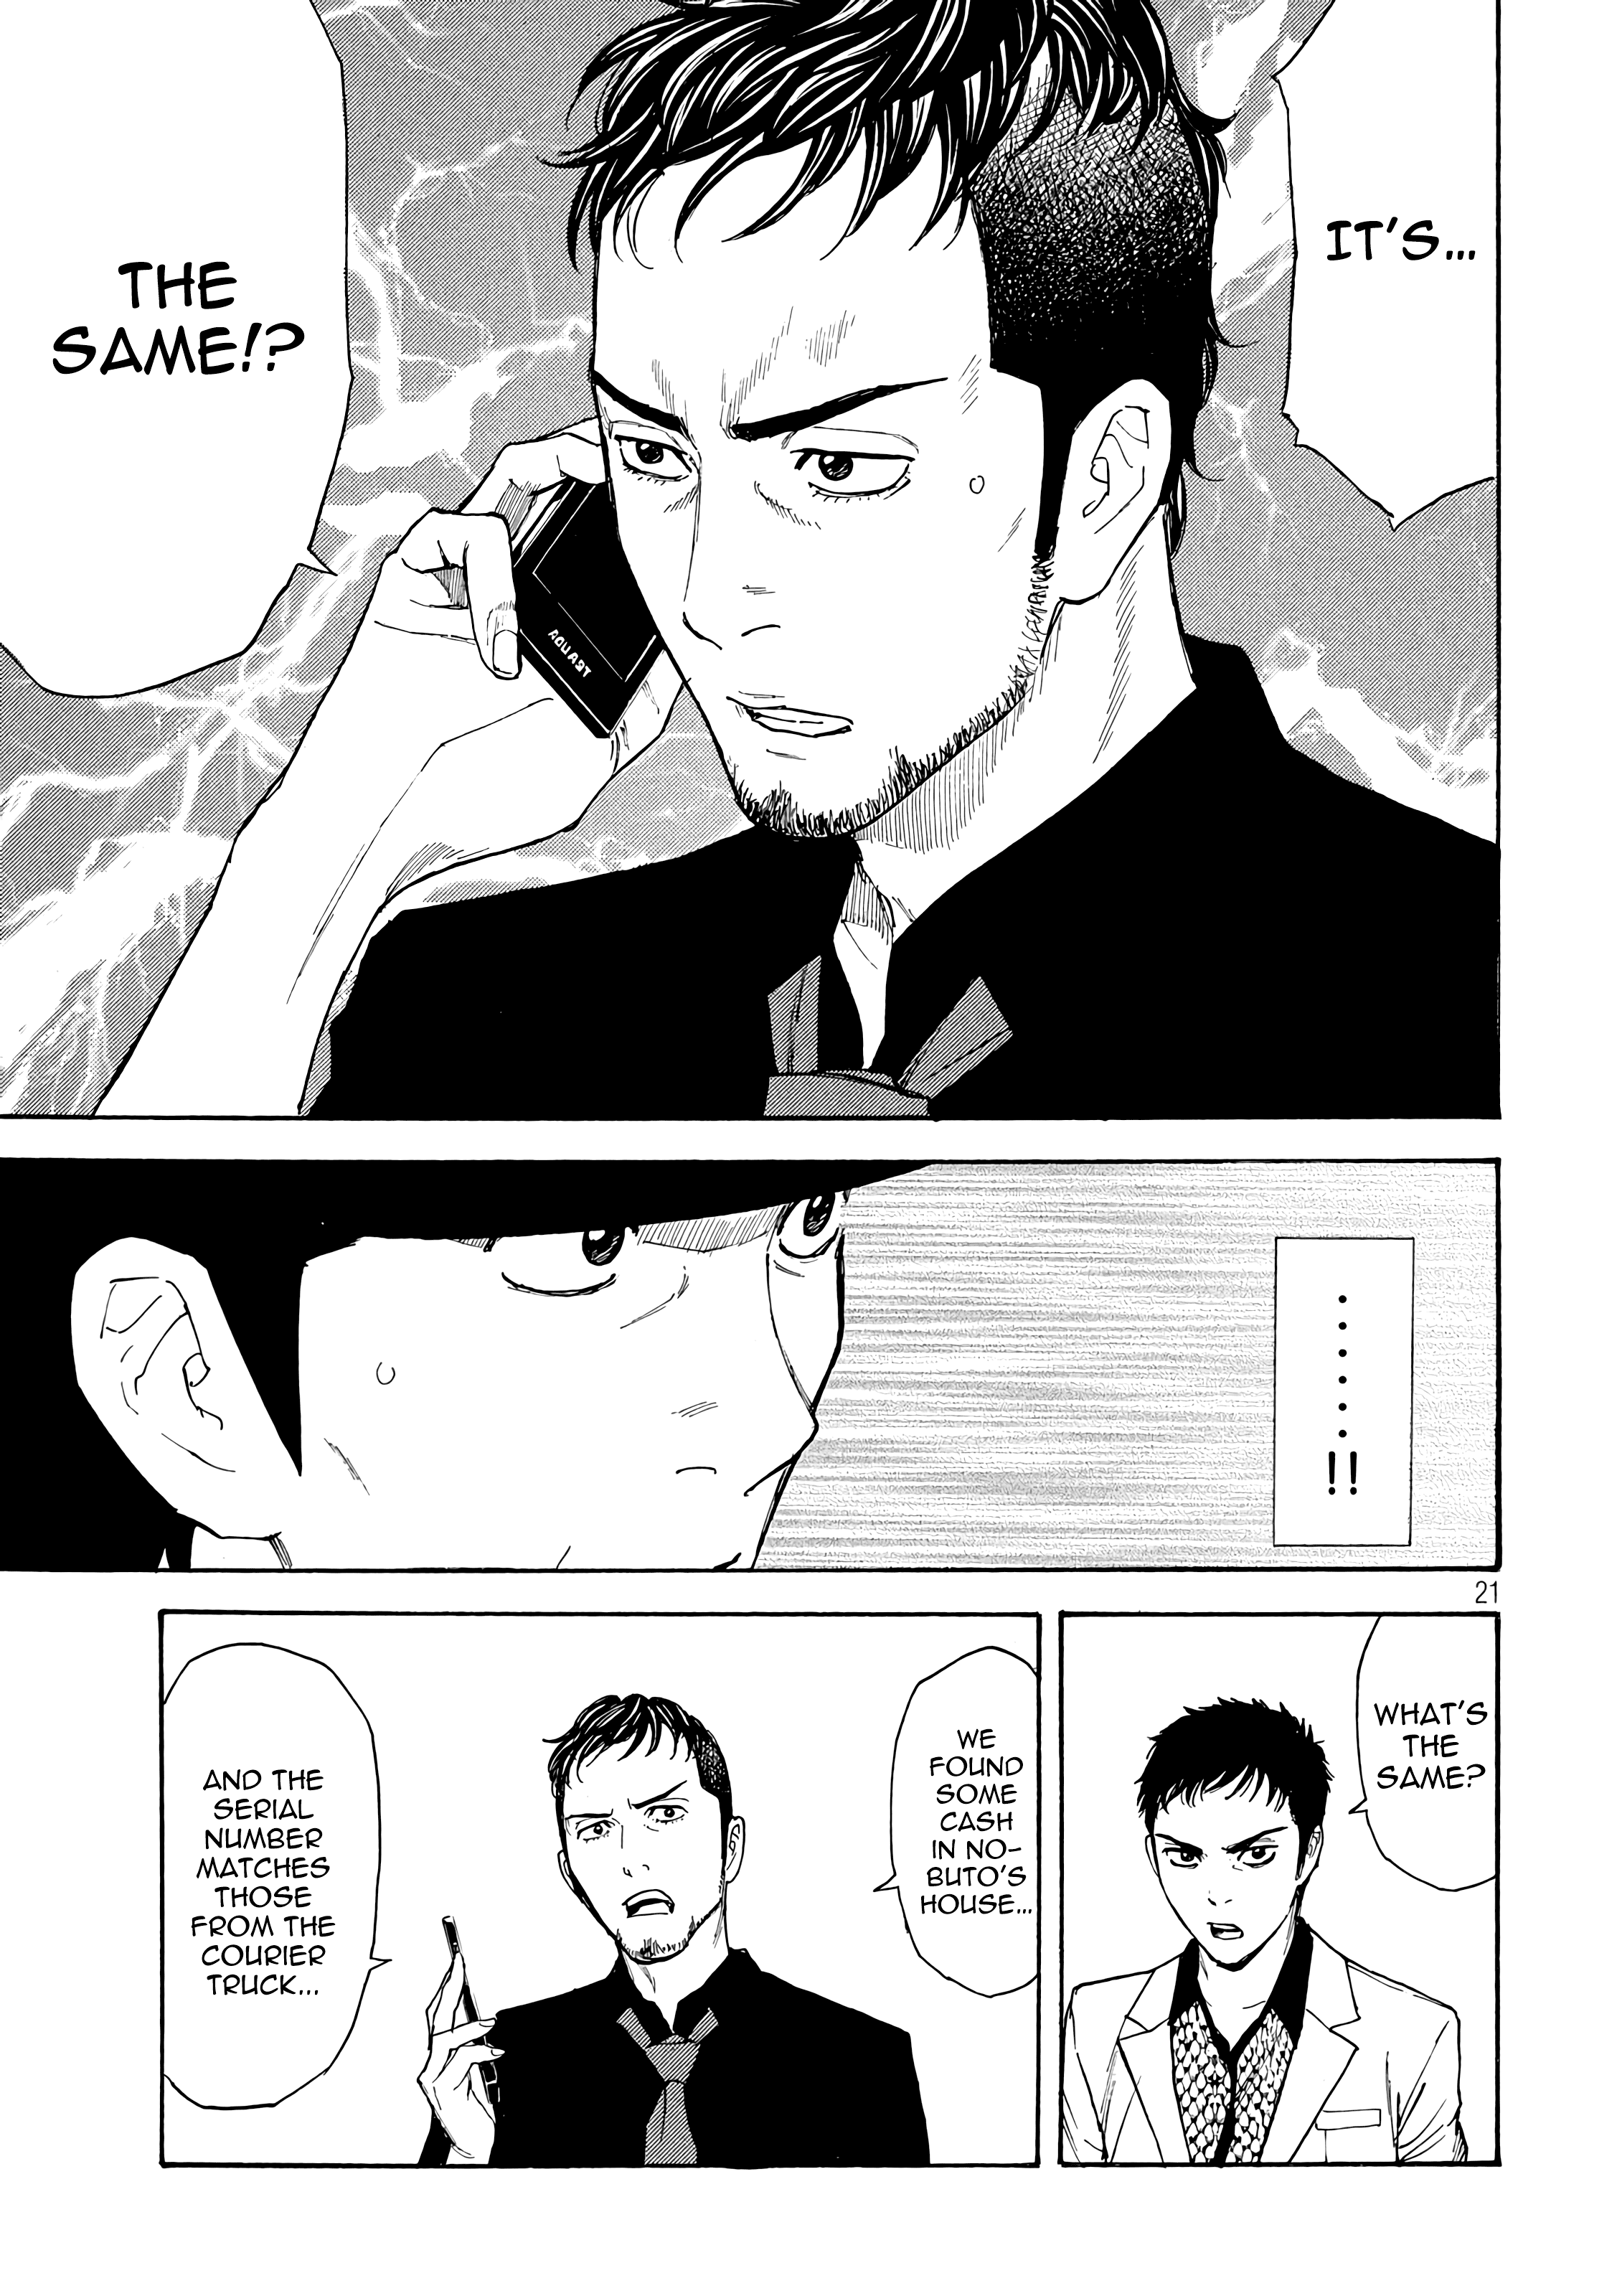 IT'S...
THE
SAME!?
AQUAST
TRAUDA
......!!
21
WHAT'S
THE
SAME?
WE
FOUND
SOME
CASH
IN NO-
BUTO'S
HOUSE...
AND THE
SERIAL
NUMBER
MATCHES
THOSE
FROM THE
COURIER
TRUCK...